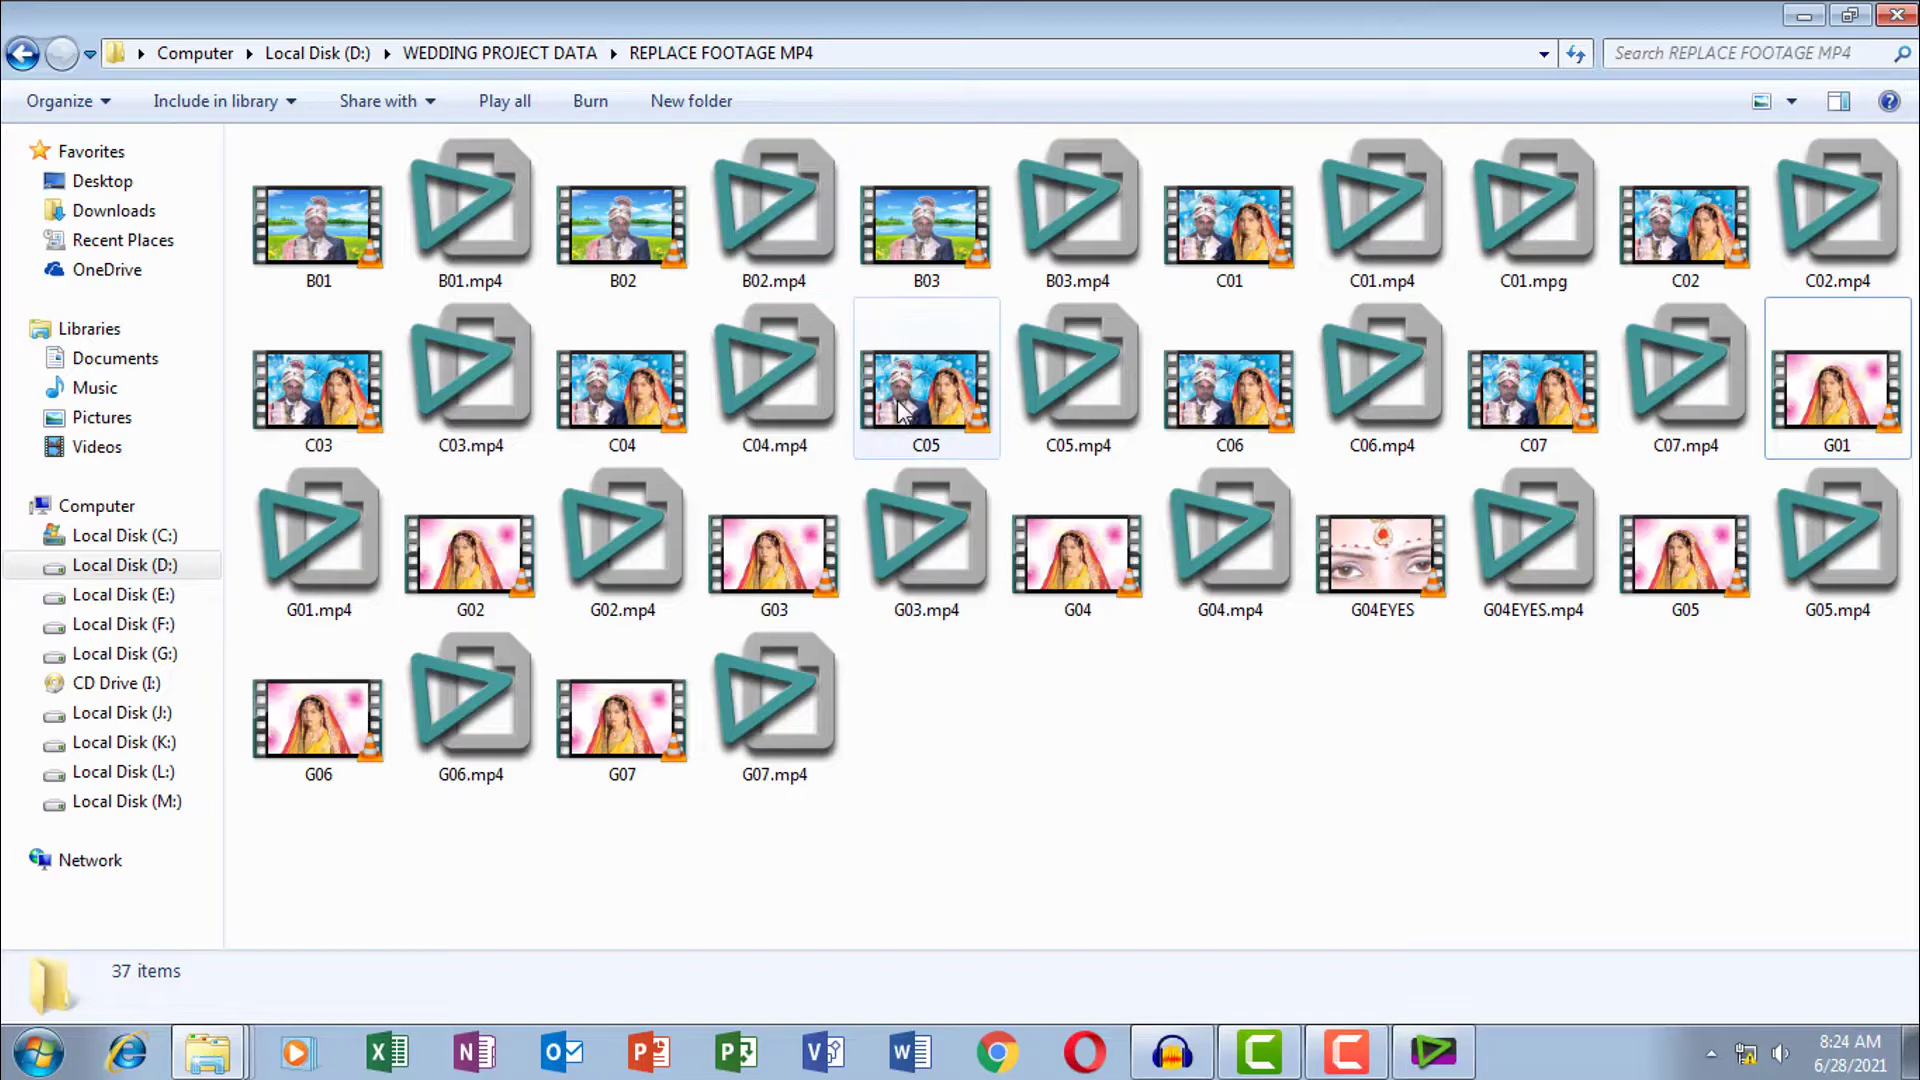 Computer Local Disk (D:) WEDDING PROJECT DATA REPLACE FOOTAGE MP4 Search REPLACE FOOTAGE MP4
Organize Include in library Share with Play all Burn New folder
Favorites
Desktop
Downloads
Recent Places
OneDrive
Libraries
Documents
Music
Pictures
Videos
Computer
Local Disk (C:)
Local Disk (D:)
Local Disk (E:)
Local Disk (F:)
Local Disk (G:)
CD Drive (I:)
Local Disk (J:)
Local Disk (K:)
Local Disk (L:)
Local Disk (M:)
Network
B01 B01.mp4 B02 B02.mp4 B03 B03.mp4 C01 C01.mp4 C01.mpg C02 C02.mp4
C03 C03.mp4 C04 C04.mp4 C05 C05.mp4 C06 C06.mp4 C07 C07.mp4 G01
G01.mp4 G02 G02.mp4 G03 G03.mp4 G04 G04.mp4 G04EYES G04EYES.mp4 G05 G05.mp4
G06 G06.mp4 G07 G07.mp4
37 items
8:24 AM
6/28/2021